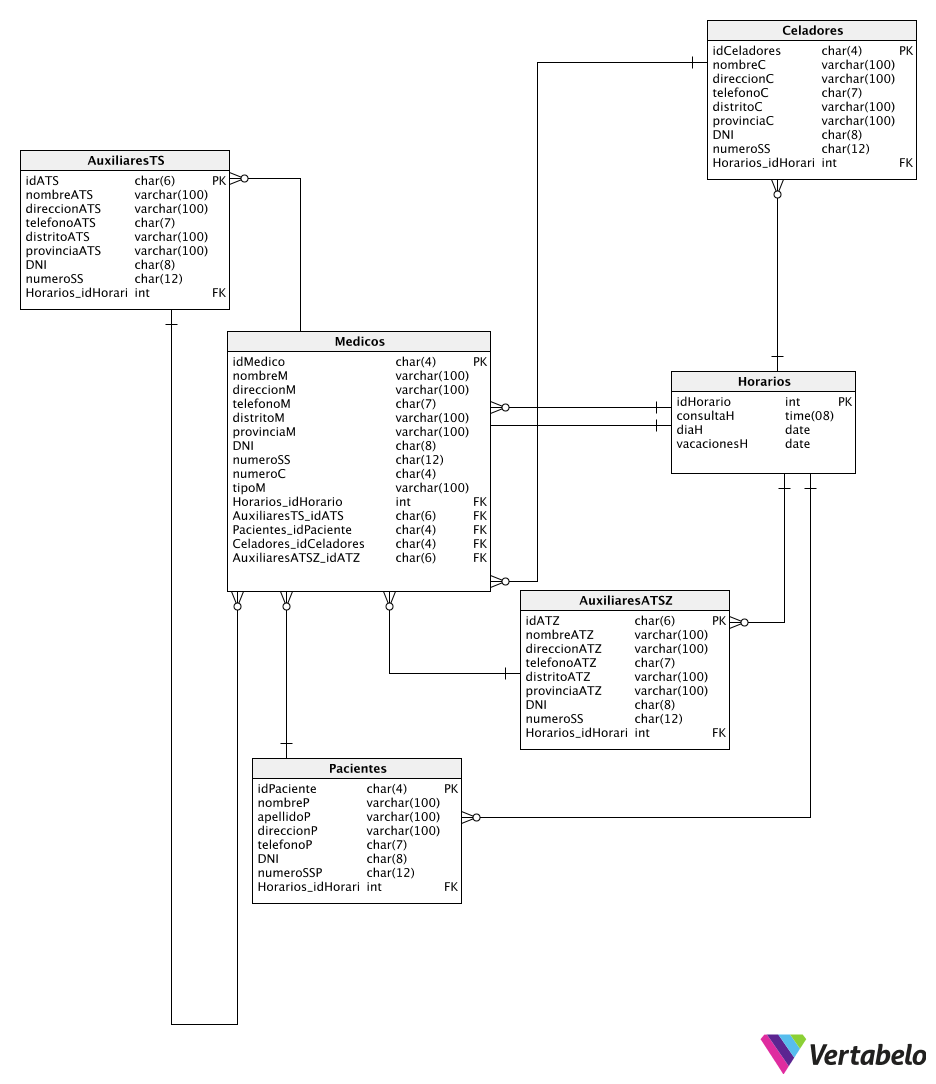 Celadores
idCeladores char(4) PK
nombreC varchar(100)
direccionC varchar(100)
telefonoC char(7)
distritoC varchar(100)
provinciaC varchar(100)
DNI char(8)
numeroSS char(12)
Horarios_idHorari int FK
AuxiliaresTS
idATS char(6) PK
nombreATS varchar(100)
direccionATS varchar(100)
telefonoATS char(7)
distritoATS varchar(100)
provinciaATS varchar(100)
DNI char(8)
numeroSS char(12)
Horarios_idHorari int FK
Medicos
idMedico char(4) PK
nombreM varchar(100)
direccionM varchar(100)
telefonoM char(7)
distritoM varchar(100)
provinciaM varchar(100)
DNI char(8)
numeroSS char(12)
numeroC char(4)
tipoM varchar(100)
Horarios_idHorario int FK
AuxiliaresTS_idATS char(6) FK
Pacientes_idPaciente char(4) FK
Celadores_idCeladores char(4) FK
AuxiliaresATSZ_idATZ char(6) FK
Horarios
idHorario int PK
consultaH time(08)
diaH date
vacacionesH date
AuxiliaresATSZ
idATZ char(6) PK
nombreATZ varchar(100)
direccionATZ varchar(100)
telefonoATZ char(7)
distritoATZ varchar(100)
provinciaATZ varchar(100)
DNI char(8)
numeroSS char(12)
Horarios_idHorari int FK
Pacientes
idPaciente char(4) PK
nombreP varchar(100)
apellidoP varchar(100)
direccionP varchar(100)
telefonoP char(7)
DNI char(8)
numeroSSP char(12)
Horarios_idHorari int FK
Vertabelo